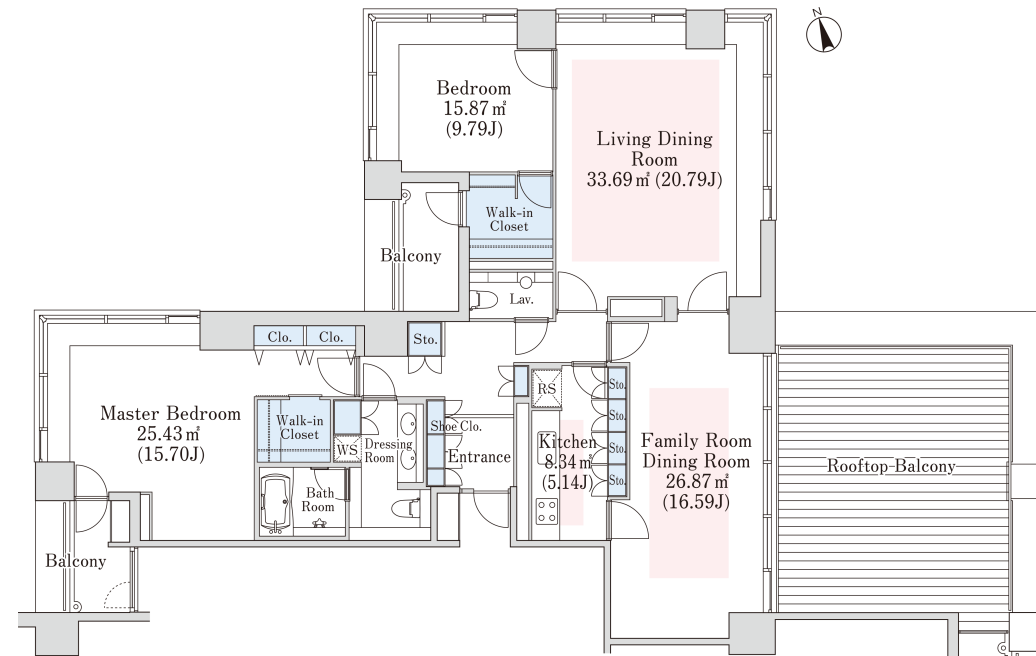 N
Bedroom
15.87㎡
(9.79J)
Living Dining
Room
33.69㎡ (20.79J)
Walk-in
Closet
Balcony
Lav.
Clo.
Clo.
Sto.
Master Bedroom
25.43㎡
(15.70J)
Walk-in
Closet
WS
Dressing
Room
Bath
Room
Shoe Clo.
Entrance
RS
Kitchen
8.34㎡
(5.14J)
Sto.
Sto.
Sto.
Sto.
Family Room
Dining Room
26.87㎡
(16.59J)
Rooftop Balcony
Balcony